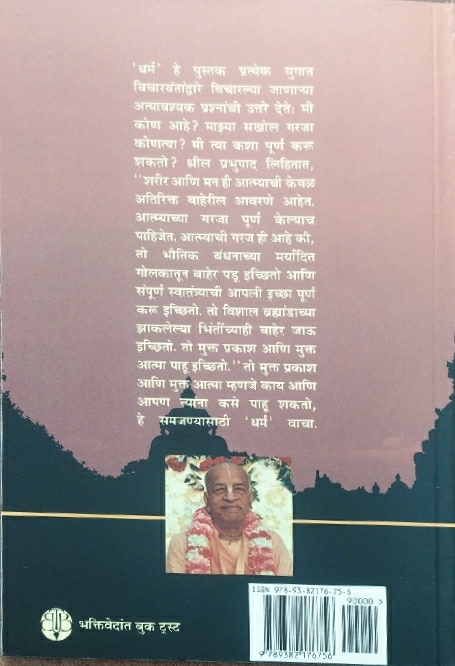 'धर्म' हे पुस्तक प्रत्येक युगात
विचारवंतांद्वारे विचारल्या जाणाऱ्या
अत्यावश्यक प्रश्नांची उत्तरे देते: मी
कोण आहे? माझ्या सखोल गरजा
कोणत्या? मी त्या कशा पूर्ण करू
शकतो? श्रील प्रभुपाद लिहितात,
''शरीर आणि मन ही आत्म्याची केवळ
अतिरिक्त बाहेरील आवरणे आहेत.
आत्म्याच्या गरजा पूर्ण केल्याच
पाहिजेत. आत्म्याची गरज ही आहे की,
तो भौतिक बंधनाच्या मर्यादित
गोलकातून बाहेर पडू इच्छितो आणि
संपूर्ण स्वातंत्र्याची आपली इच्छा पूर्ण
करू इच्छितो. तो विशाल ब्रह्मांडाच्या
झाकलेल्या भिंतींच्याही बाहेर जाऊ
इच्छितो. तो मुक्त प्रकाश आणि मुक्त
आत्मा पाहू इच्छितो.'' तो मुक्त प्रकाश
आणि मुक्त आत्मा म्हणजे काय आणि
आपण त्यांना कसे पाहू शकतो,
हे समजण्यासाठी 'धर्म' वाचा.
ISBN 978-93-82176-75-6
90000 >
9 789382 176756
BBT
भक्तिवेदांत बुक ट्रस्ट